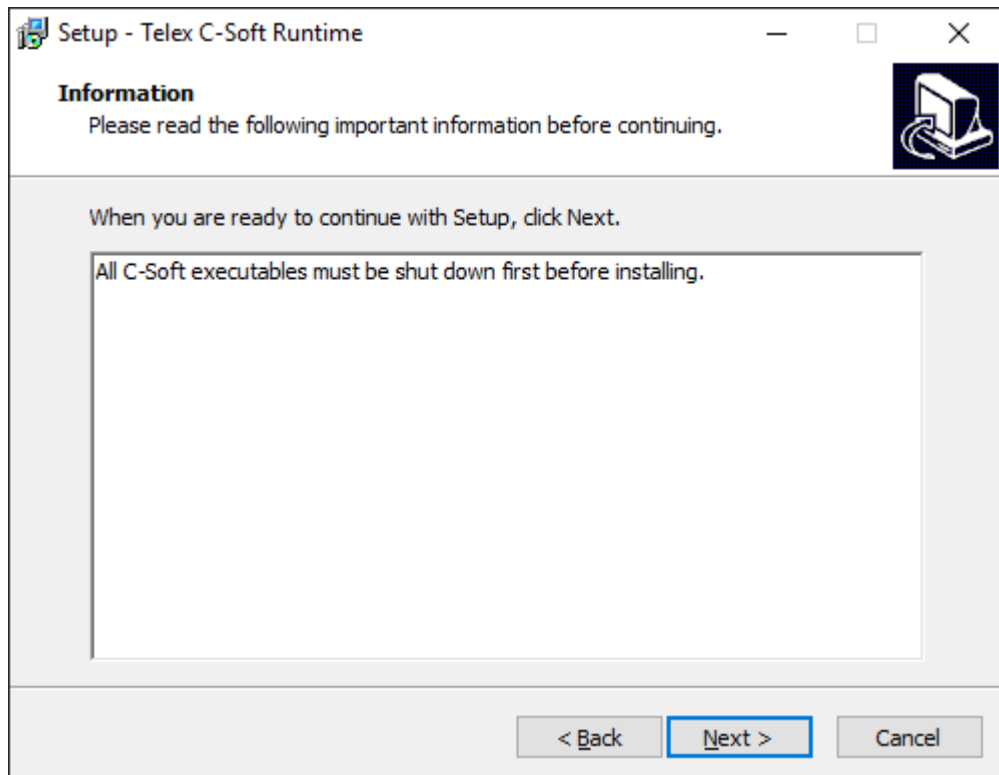 Setup - Telex C-Soft Runtime
Information
Please read the following important information before continuing.
When you are ready to continue with Setup, click Next.
All C-Soft executables must be shut down first before installing.
< Back
Next >
Cancel